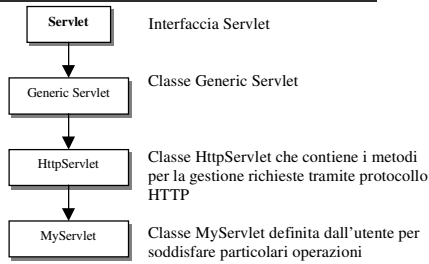 Servlet
Interfaccia Servlet
Generic Servlet
Classe Generic Servlet
HttpServlet
Classe HttpServlet che contiene i metodi
per la gestione richieste tramite protocollo
HTTP
MyServlet
Classe MyServlet definita dall'utente per
soddisfare particolari operazioni